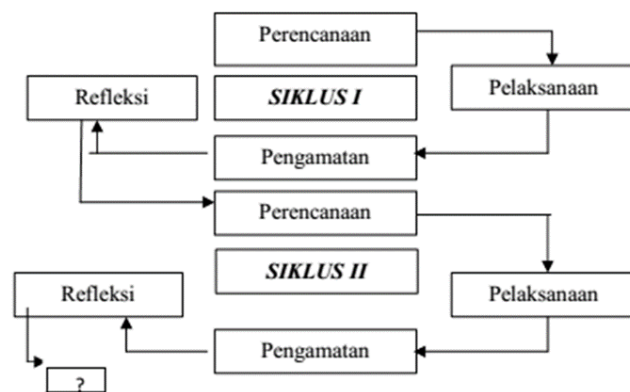 Perencanaan
Pelaksanaan
Refleksi
SIKLUS I
Pengamatan
Perencanaan
SIKLUS II
Refleksi
Pelaksanaan
Pengamatan
?